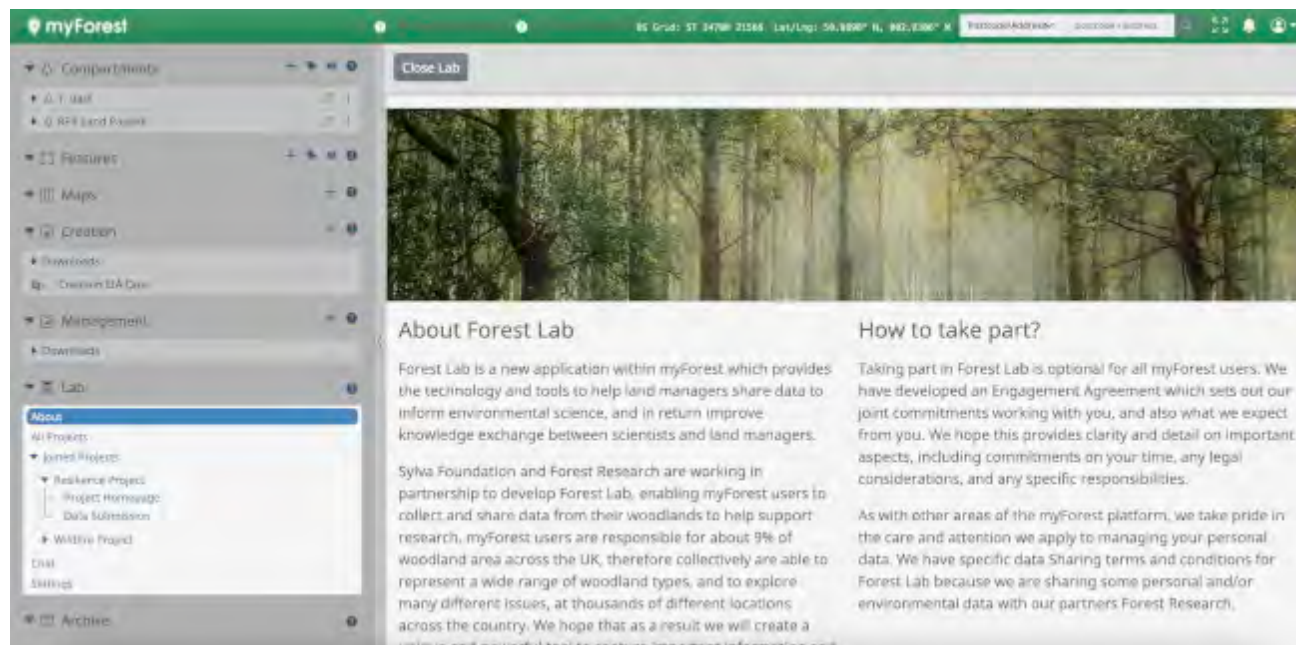 myForest
OS Grid: ST 34700 21566 Lat/Lng:
Close Lab
Compartments
Features
Maps
Creation
Downloads
Management
Downloads
Lab
About
All Projects
Joined Projects
Resilience Project
Project Homepage
Data Submission
Wildfire Project
Chat
Settings
Archive
About Forest Lab
Forest Lab is a new application within myForest which provides
the technology and tools to help land managers share data to
inform environmental science, and in return improve
knowledge exchange between scientists and land managers.
Sylva Foundation and Forest Research are working in
partnership to develop Forest Lab, enabling myForest users to
collect and share data from their woodlands to help support
research. myForest users are responsible for about 9% of
woodland area across the UK, therefore collectively are able to
represent a wide range of woodland types, and to explore
many different issues, at thousands of different locations
across the country. We hope that as a result we will create a
How to take part?
Taking part in Forest Lab is optional for all myForest users. We
have developed an Engagement Agreement which sets out our
joint commitments working with you, and also what we expect
from you. We hope this provides clarity and detail on important
aspects, including commitments on your time, any legal
considerations, and any specific responsibilities.
As with other areas of the myForest platform, we take pride in
the care and attention we apply to managing your personal
data. We have specific data Sharing terms and conditions for
Forest Lab because we are sharing some personal and/or
environmental data with our partners Forest Research.